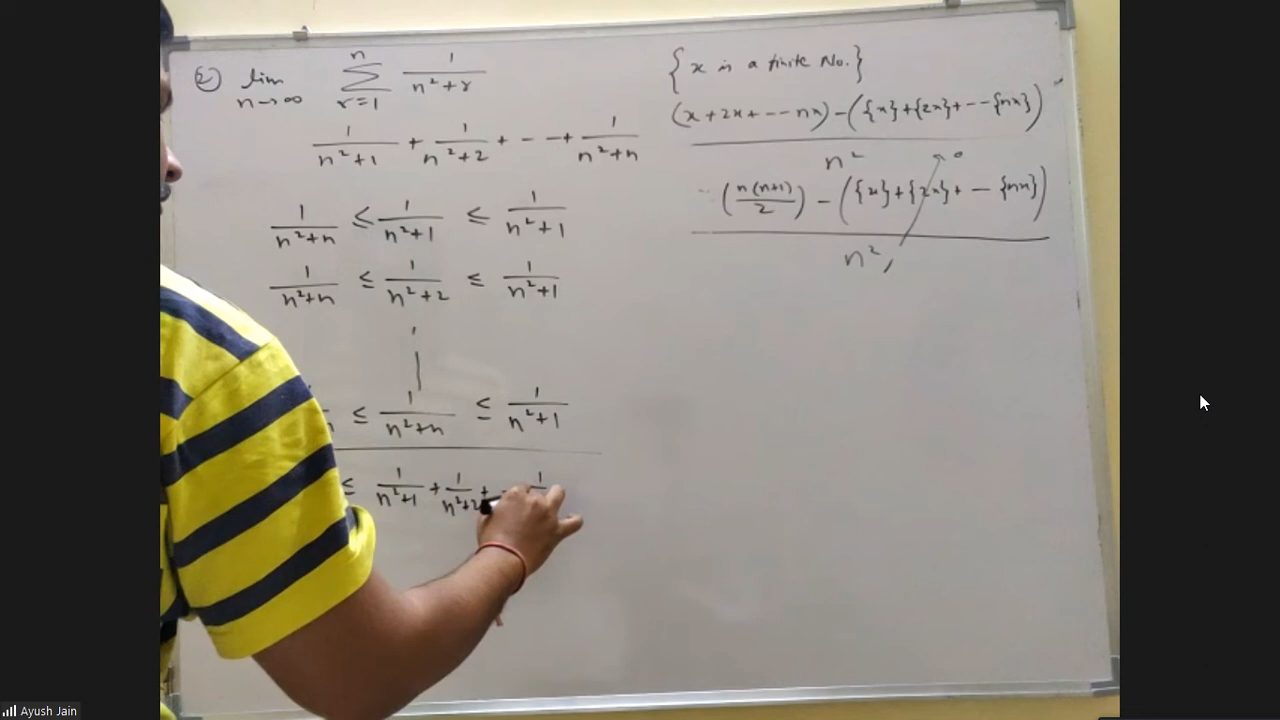 2) lim n→∞ n Σ r=1 1/(n²+r)
1/(n²+1) + 1/(n²+2) + - - + 1/(n²+n)
1/(n²+n) ≤ 1/(n²+1) ≤ 1/(n²+1)
1/(n²+n) ≤ 1/(n²+2) ≤ 1/(n²+1)
≤ 1/(n²+n) ≤ 1/(n²+1)
≤ 1/(n²+1) + 1/(n²+2) + - 1
{x is a finite No.}
((x+2x+ - - nx) - ({x}+{2x}+ - - {nx}))/n²
((n(n+1)/2) - ({x}+{2x}+ - {nx}))/n² 0
Ayush Jain